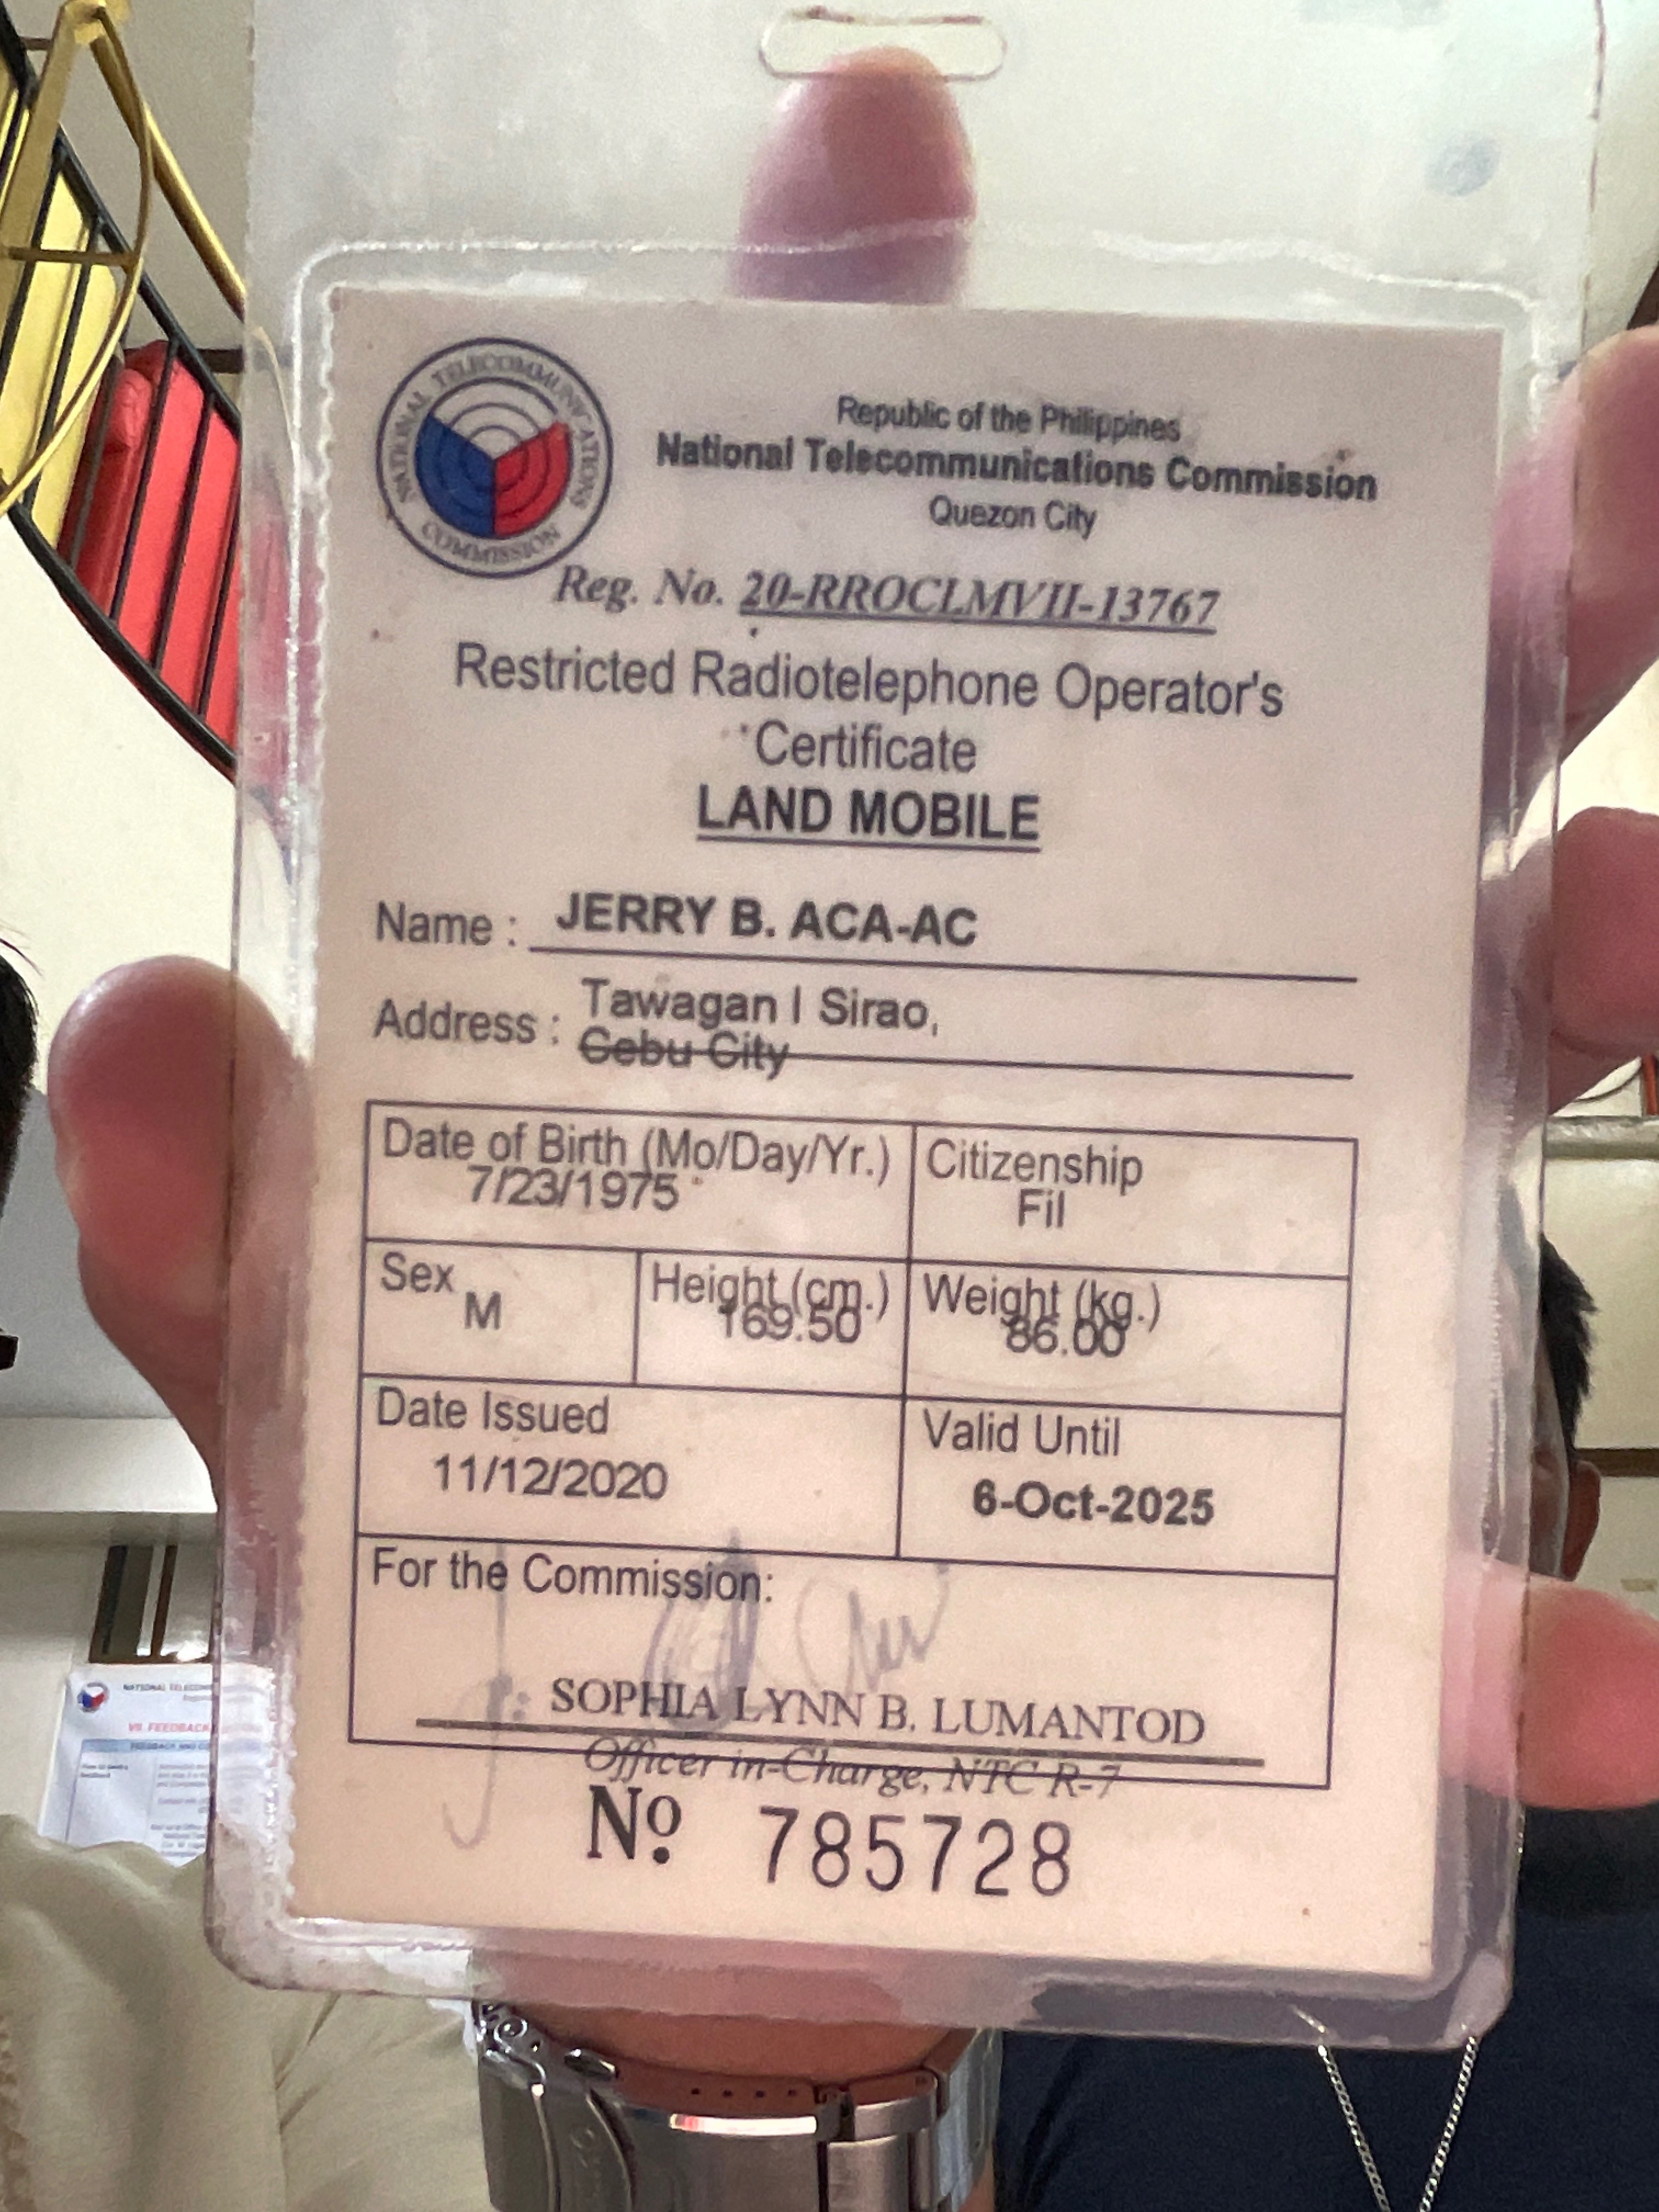 NATIONAL TELECOMMUNICATIONS COMMISSION
Republic of the Philippines
National Telecommunications Commission
Quezon City
Reg. No. 20-RROCLMVII-13767
Restricted Radiotelephone Operator's
Certificate
LAND MOBILE
Name : JERRY B. ACA-AC
Address : Tawagan I Sirao,
Cebu City
Date of Birth (Mo/Day/Yr.) Citizenship
7/23/1975 Fil
Sex Height (cm.) Weight (kg.)
M 169.50 86.00
Date Issued Valid Until
11/12/2020 6-Oct-2025
For the Commission:
SOPHIA LYNN B. LUMANTOD
Officer in-Charge, NTC R-7
Nº 785728
NATIONAL
VII. FEEDBACK